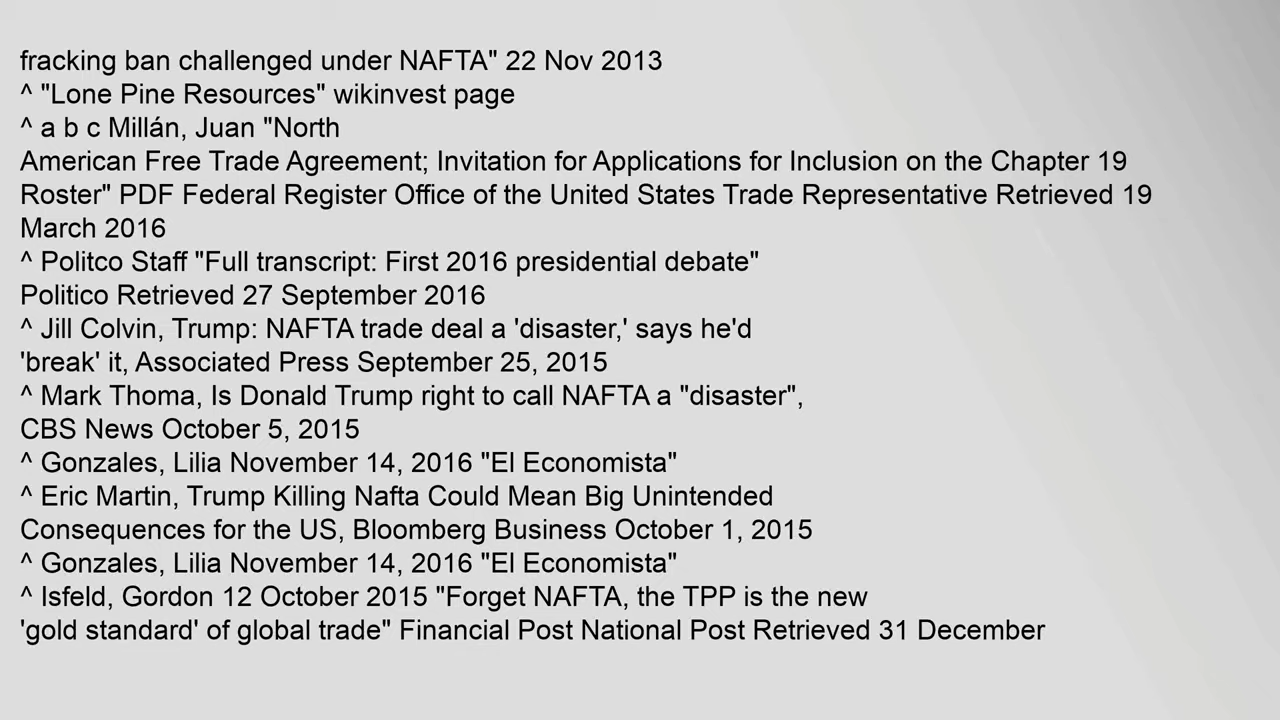 fracking ban challenged under NAFTA" 22 Nov 2013
^ "Lone Pine Resources" wikinvest page
^ a b c Millán, Juan "North
American Free Trade Agreement; Invitation for Applications for Inclusion on the Chapter 19
Roster" PDF Federal Register Office of the United States Trade Representative Retrieved 19
March 2016
^ Politco Staff "Full transcript: First 2016 presidential debate"
Politico Retrieved 27 September 2016
^ Jill Colvin, Trump: NAFTA trade deal a 'disaster,' says he'd
'break' it, Associated Press September 25, 2015
^ Mark Thoma, Is Donald Trump right to call NAFTA a "disaster",
CBS News October 5, 2015
^ Gonzales, Lilia November 14, 2016 "El Economista"
^ Eric Martin, Trump Killing Nafta Could Mean Big Unintended
Consequences for the US, Bloomberg Business October 1, 2015
^ Gonzales, Lilia November 14, 2016 "El Economista"
^ Isfeld, Gordon 12 October 2015 "Forget NAFTA, the TPP is the new
'gold standard' of global trade" Financial Post National Post Retrieved 31 December